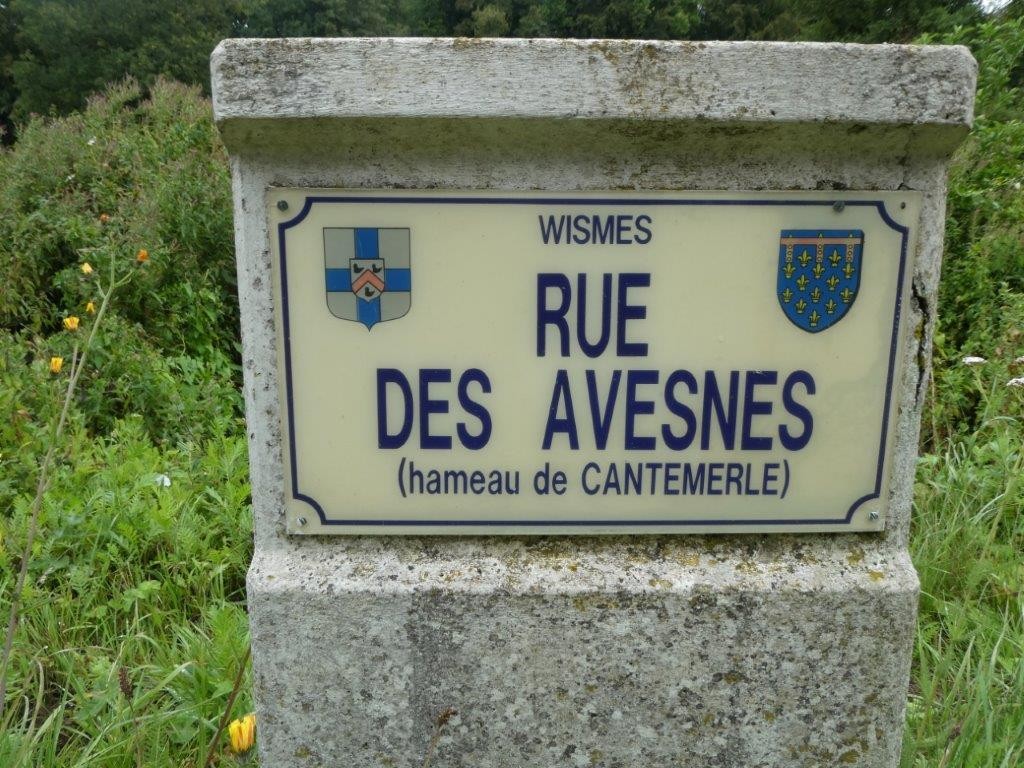 WISMES
RUE
DES AVESNES
(hameau de CANTEMERLE)